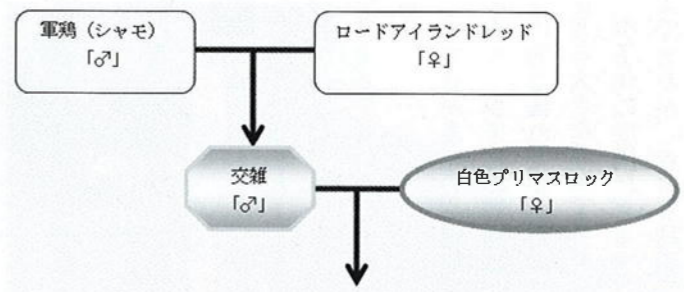 軍鶏（シャモ）
「♂」
ロードアイランドレッド
「♀」
交雑
「♂」
白色プリマスロック
「♀」